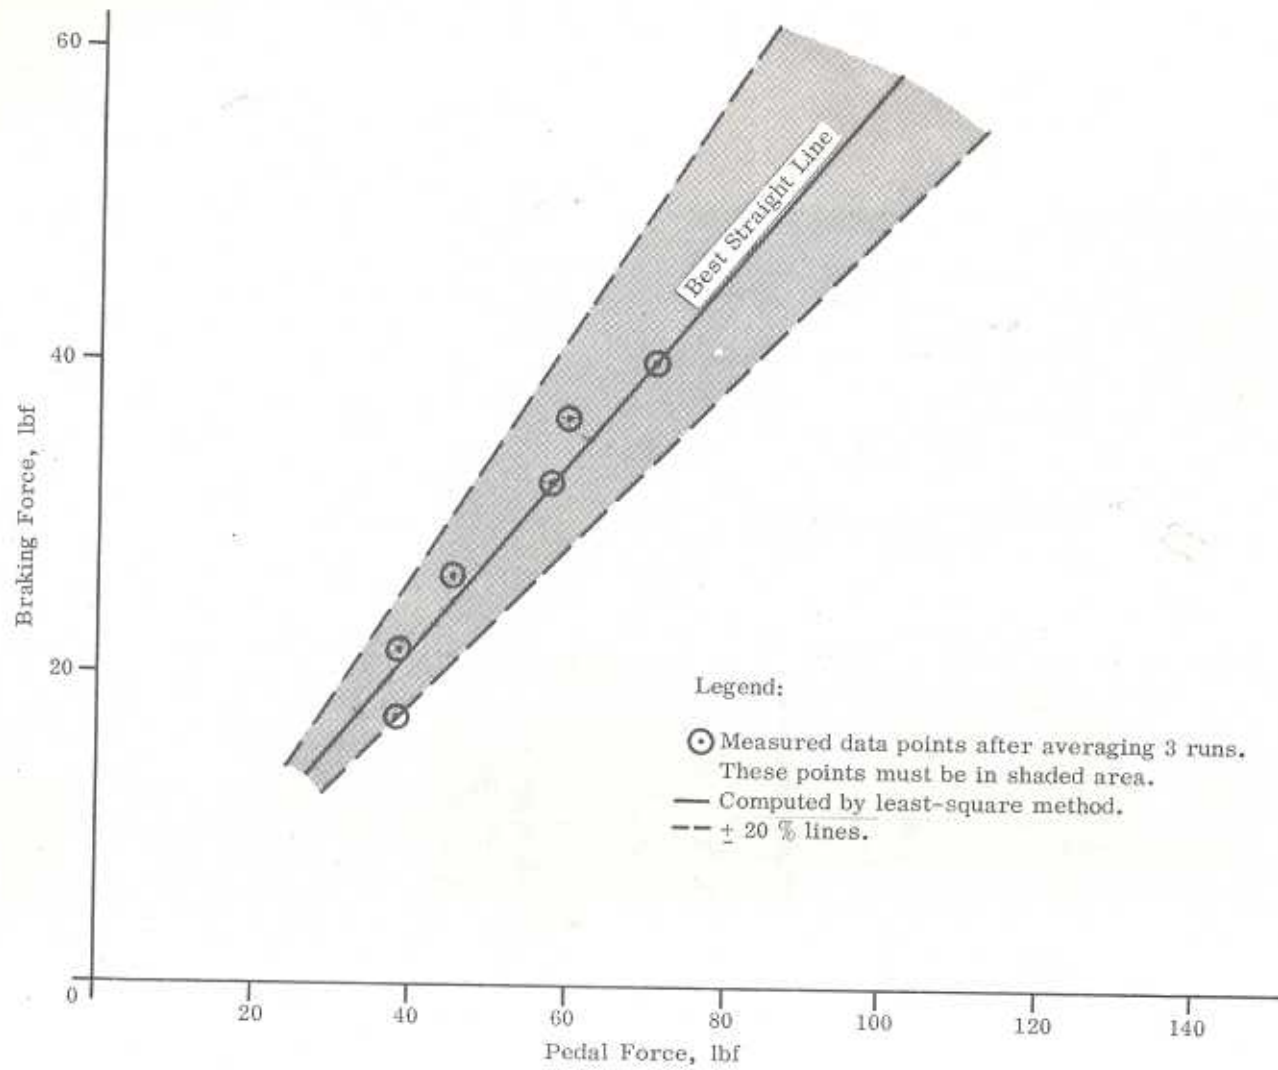 60
40
20
0
20
40
60
80
100
120
140
Braking Force, lbf
Pedal Force, lbf
Best Straight Line
Legend:
Measured data points after averaging 3 runs.
These points must be in shaded area.
Computed by least-square method.
± 20 % lines.